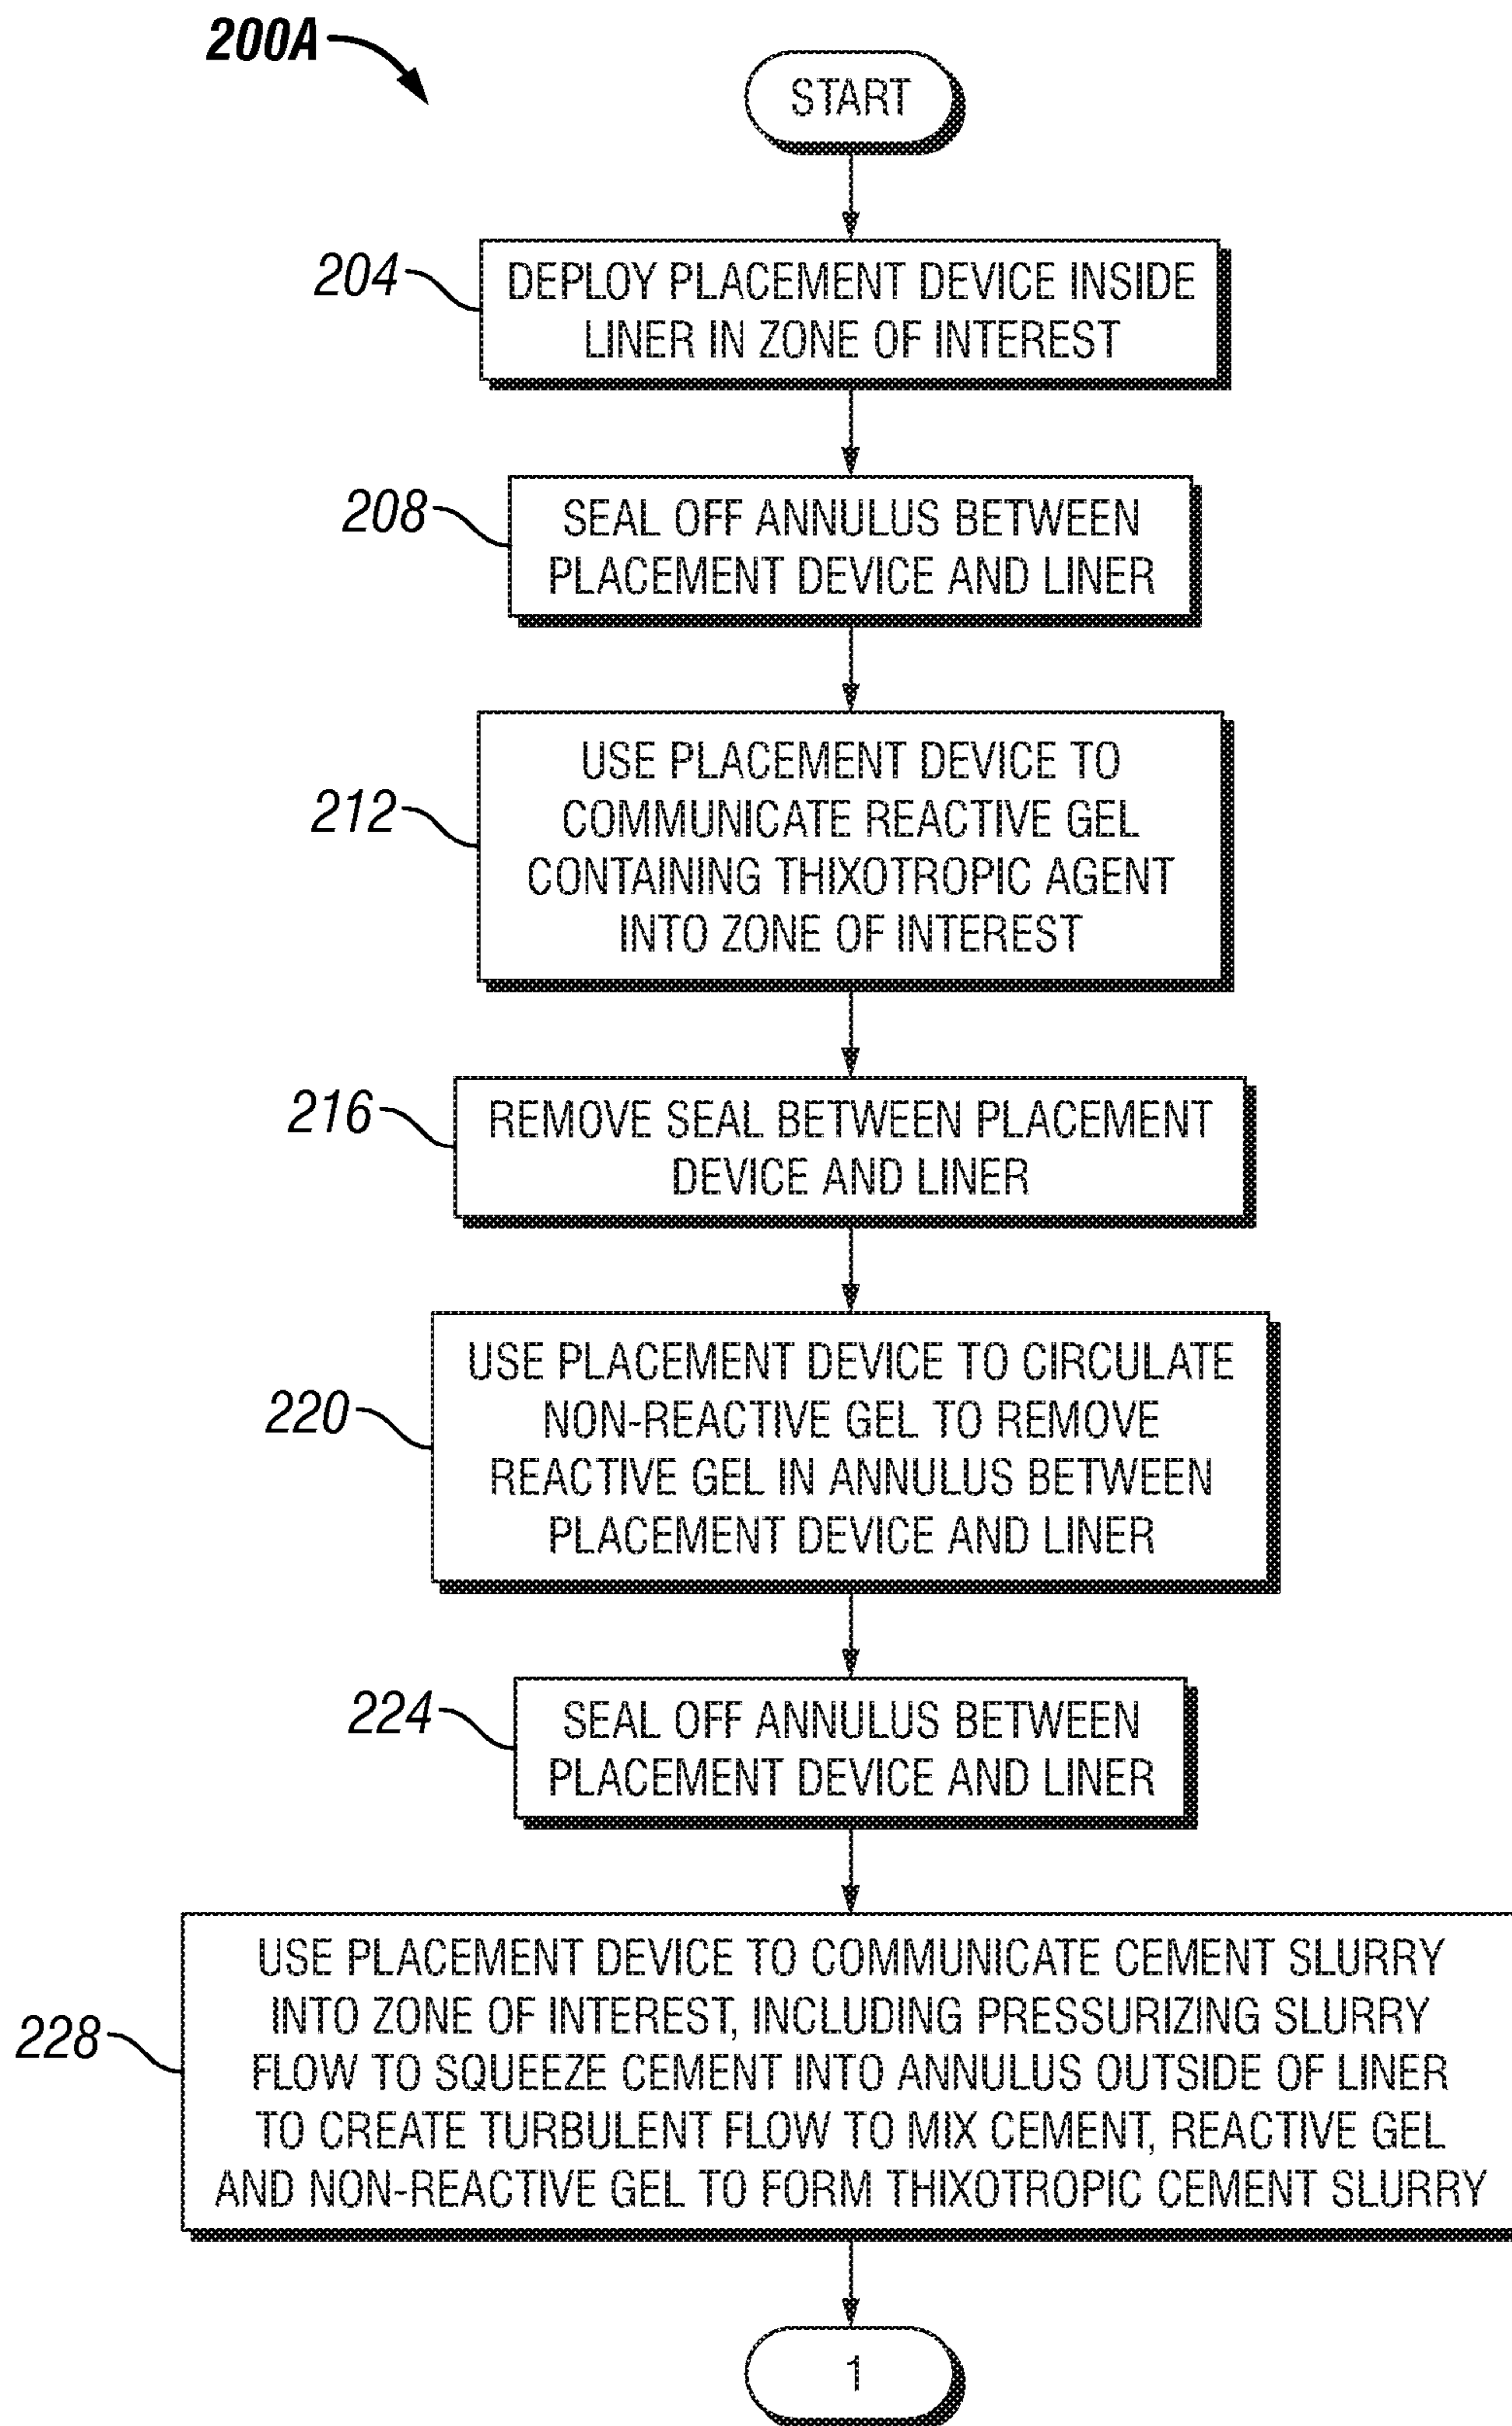 200A
START
204
DEPLOY PLACEMENT DEVICE INSIDE
LINER IN ZONE OF INTEREST
208
SEAL OFF ANNULUS BETWEEN
PLACEMENT DEVICE AND LINER
212
USE PLACEMENT DEVICE TO
COMMUNICATE REACTIVE GEL
CONTAINING THIXOTROPIC AGENT
INTO ZONE OF INTEREST
216
REMOVE SEAL BETWEEN PLACEMENT
DEVICE AND LINER
220
USE PLACEMENT DEVICE TO CIRCULATE
NON-REACTIVE GEL TO REMOVE
REACTIVE GEL IN ANNULUS BETWEEN
PLACEMENT DEVICE AND LINER
224
SEAL OFF ANNULUS BETWEEN
PLACEMENT DEVICE AND LINER
228
USE PLACEMENT DEVICE TO COMMUNICATE CEMENT SLURRY
INTO ZONE OF INTEREST, INCLUDING PRESSURIZING SLURRY
FLOW TO SQUEEZE CEMENT INTO ANNULUS OUTSIDE OF LINER
TO CREATE TURBULENT FLOW TO MIX CEMENT, REACTIVE GEL
AND NON-REACTIVE GEL TO FORM THIXOTROPIC CEMENT SLURRY
1